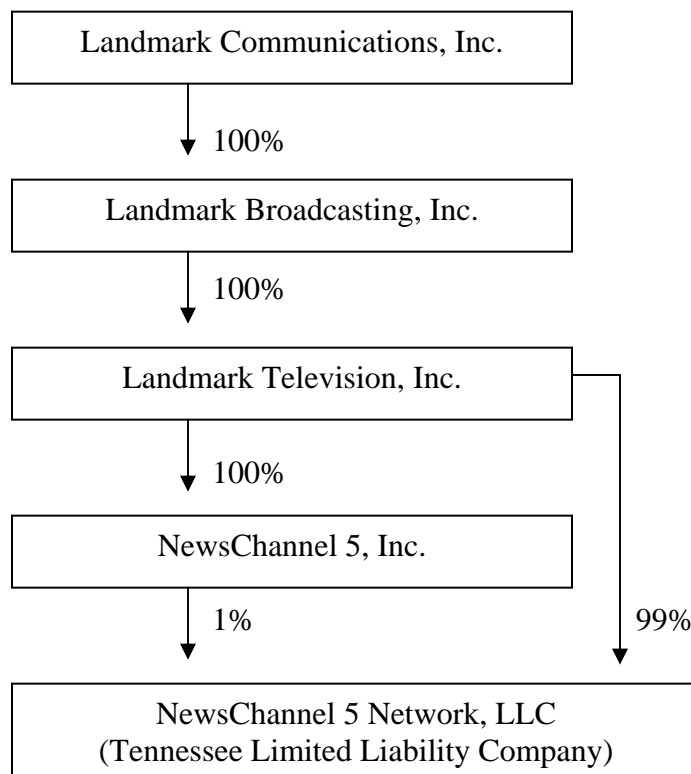 Landmark Communications, Inc.
100%
Landmark Broadcasting, Inc.
100%
Landmark Television, Inc.
100%
NewsChannel 5, Inc.
1%
99%
NewsChannel 5 Network, LLC
(Tennessee Limited Liability Company)